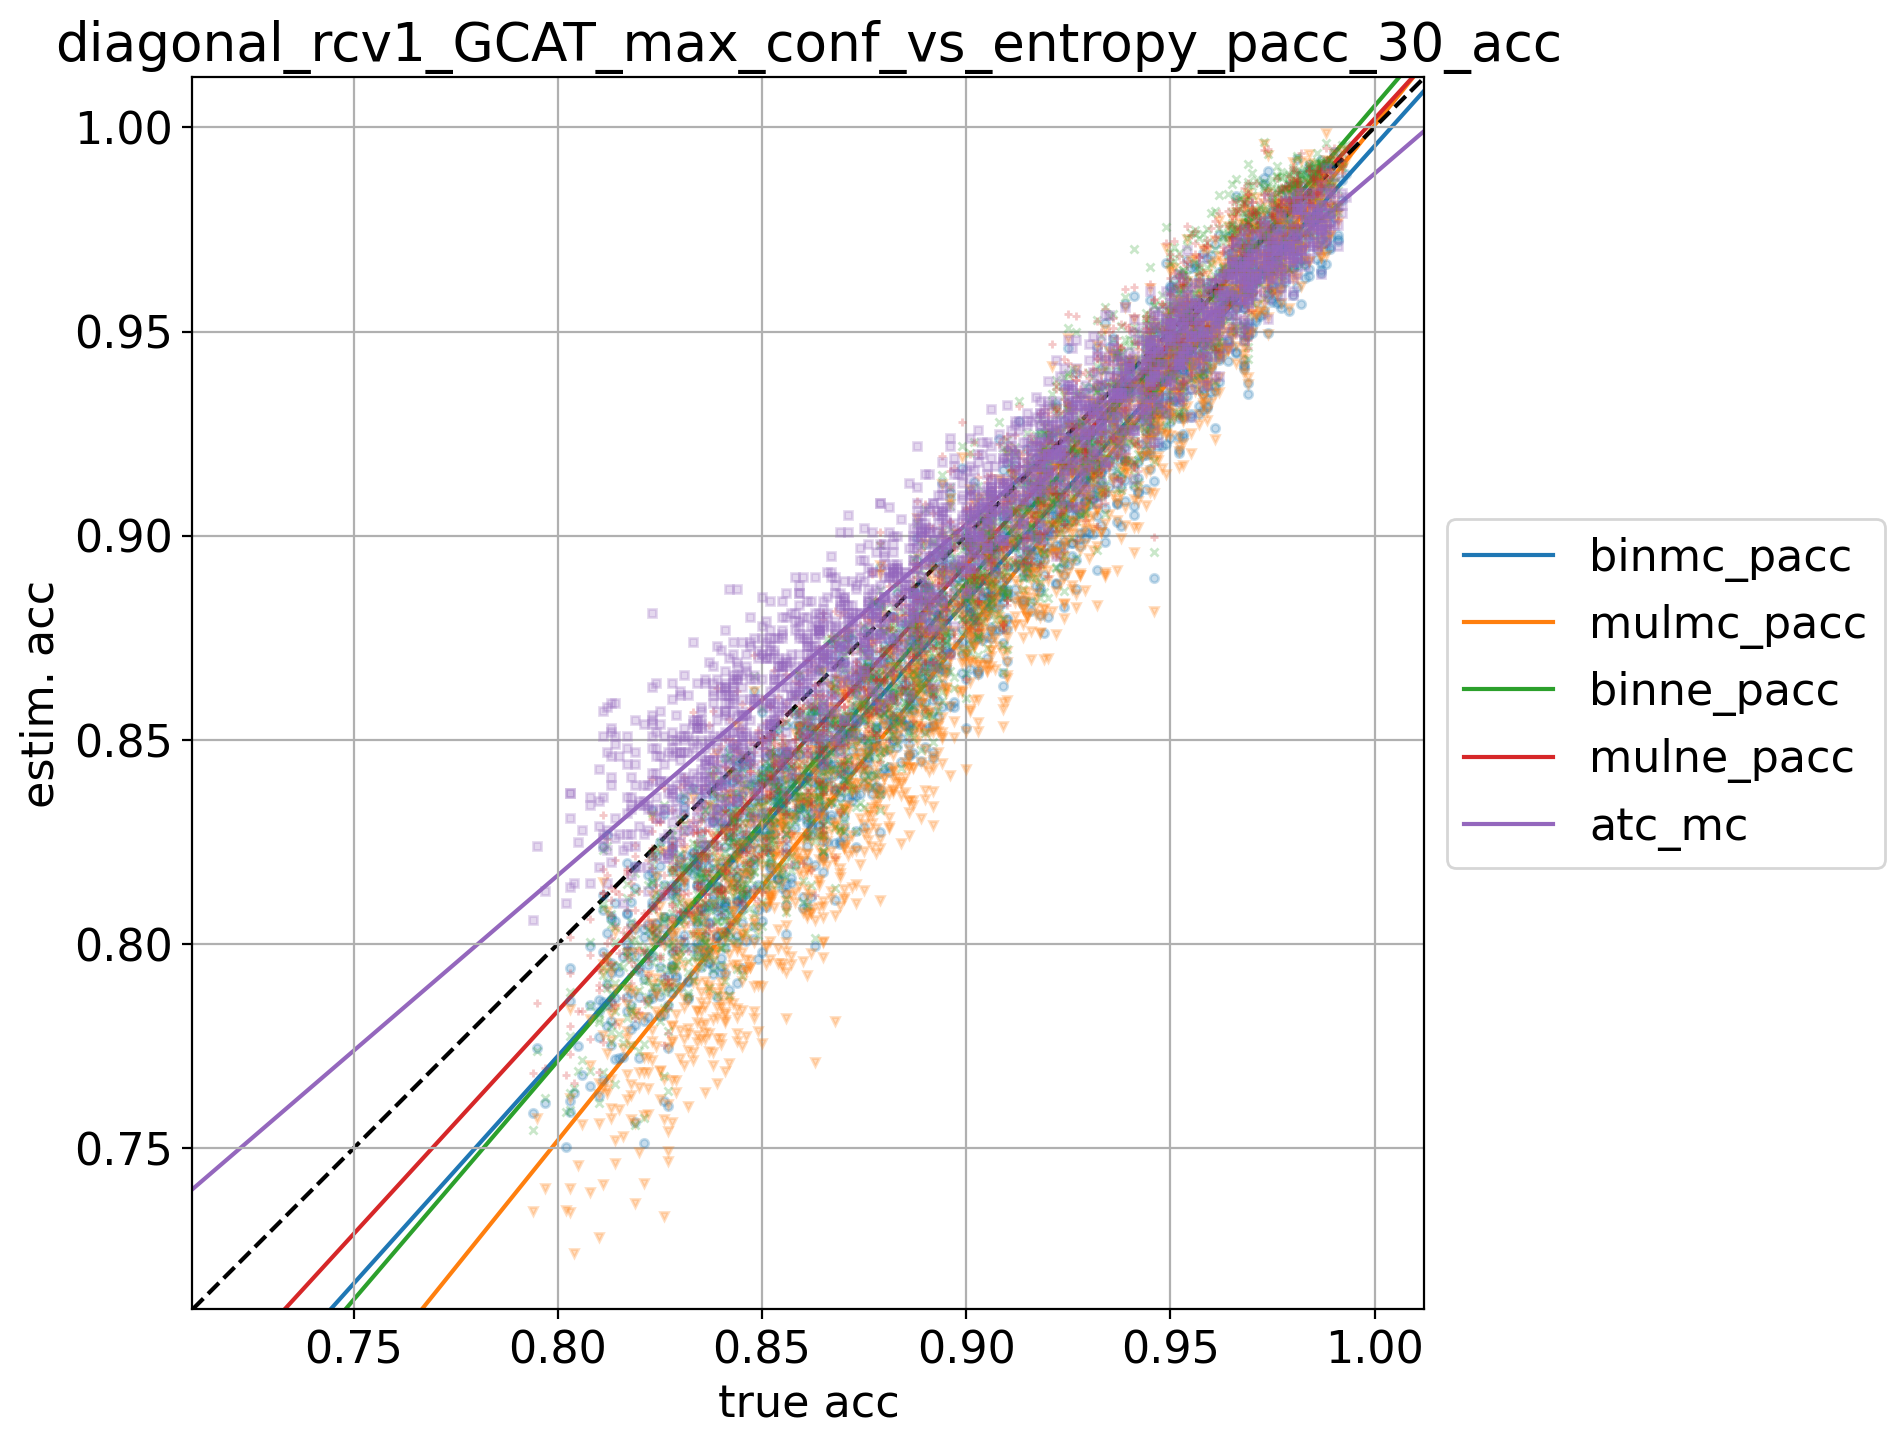 diagonal_rcv1_GCAT_max_conf_vs_entropy_pacc_30_acc
1.00
0.95
0.90
0.85
0.80
0.75
estim. acc
0.75
0.80
0.85
0.90
0.95
1.00
true acc
binmc_pacc
mulmc_pacc
binne_pacc
mulne_pacc
atc_mc